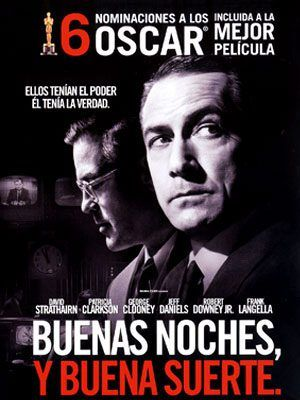 6 NOMINACIONES A LOS OSCAR® INCLUIDA A LA MEJOR PELÍCULA
ELLOS TENÍAN EL PODER
ÉL TENÍA LA VERDAD.
DAVID STRATHAIRN PATRICIA CLARKSON GEORGE CLOONEY JEFF DANIELS ROBERT DOWNEY JR. FRANK LANGELLA
BUENAS NOCHES,
Y BUENA SUERTE.